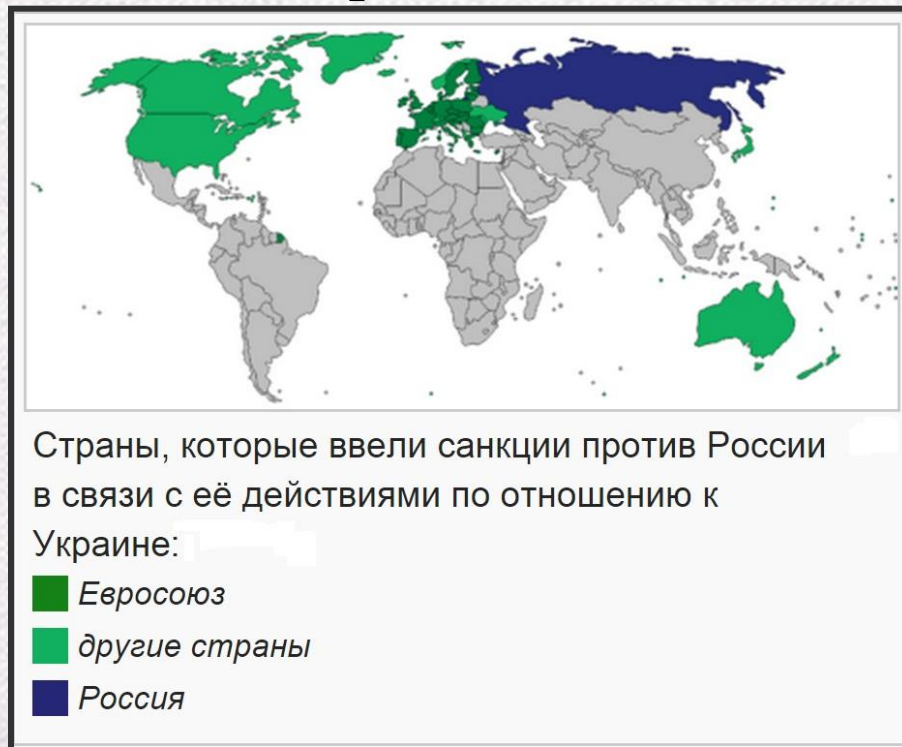 Страны, которые ввели санкции против России
в связи с её действиями по отношению к
Украине:
Евросоюз
другие страны
Россия